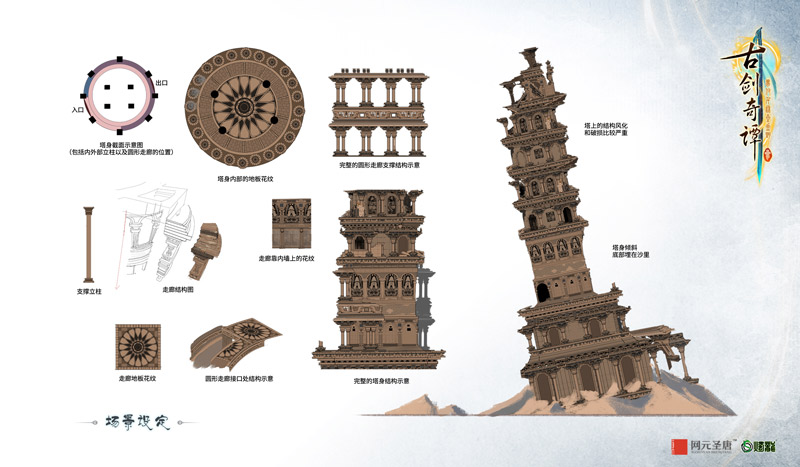 出口
入口
塔身截面示意图
（包括内外部立柱以及圆形走廊的位置）
塔身内部的地板花纹
完整的圆形走廊支撑结构示意
塔上的结构风化
和破损比较严重
古剑奇谭
支撑立柱
走廊结构图
走廊靠内墙上的花纹
塔身倾斜
底部埋在沙里
走廊地板花纹
圆形走廊接口处结构示意
完整的塔身结构示意
场景设定
网元圣唐